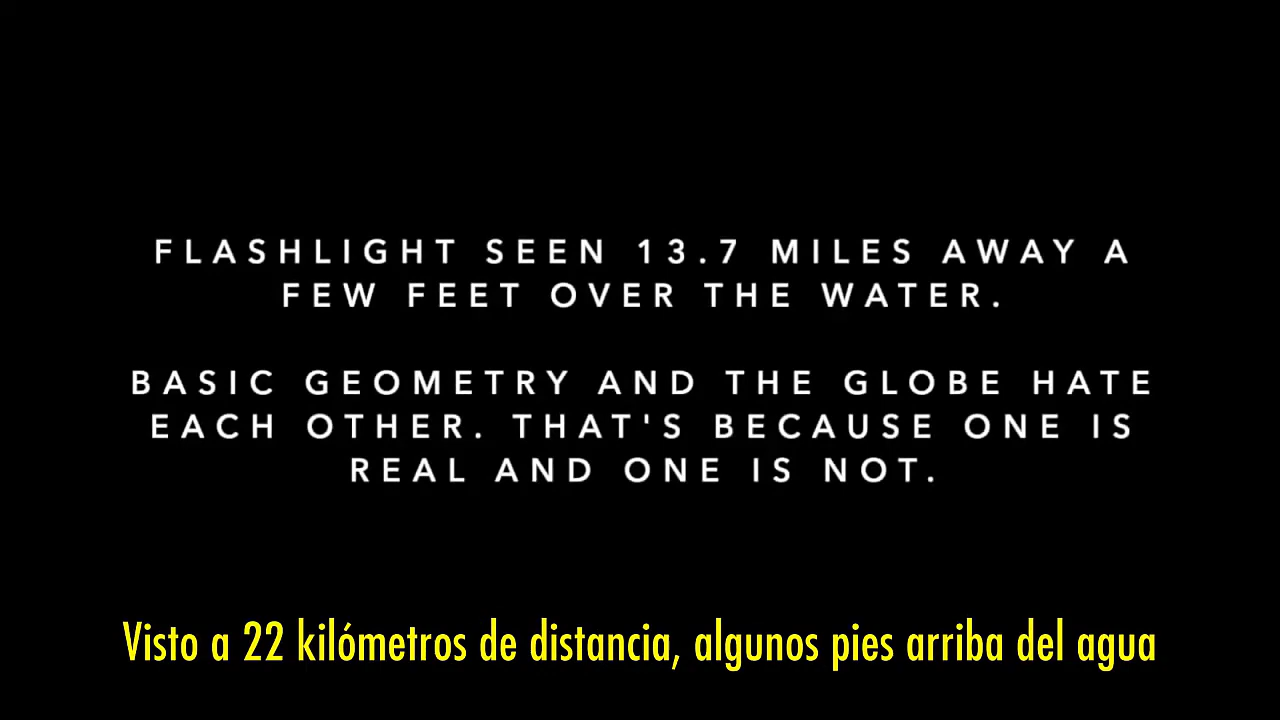 FLASHLIGHT SEEN 13.7 MILES AWAY A
FEW FEET OVER THE WATER.
BASIC GEOMETRY AND THE GLOBE HATE
EACH OTHER. THAT'S BECAUSE ONE IS
REAL AND ONE IS NOT.
Visto a 22 kilómetros de distancia, algunos pies arriba del agua